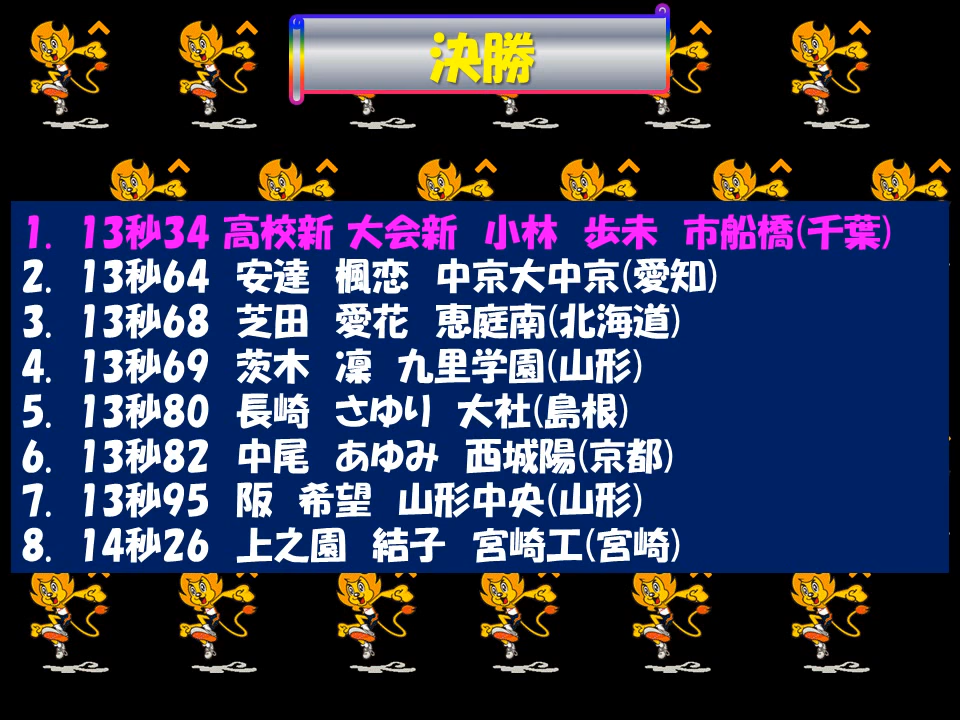 決勝
1. 13秒34 高校新 大会新 小林 歩未 市船橋(千葉)
2. 13秒64 安達 楓恋 中京大中京(愛知)
3. 13秒68 芝田 愛花 恵庭南(北海道)
4. 13秒69 茨木 凜 九里学園(山形)
5. 13秒80 長崎 さゆり 大社(島根)
6. 13秒82 中尾 あゆみ 西城陽(京都)
7. 13秒95 阪 希望 山形中央(山形)
8. 14秒26 上之園 結子 宮崎工(宮崎)